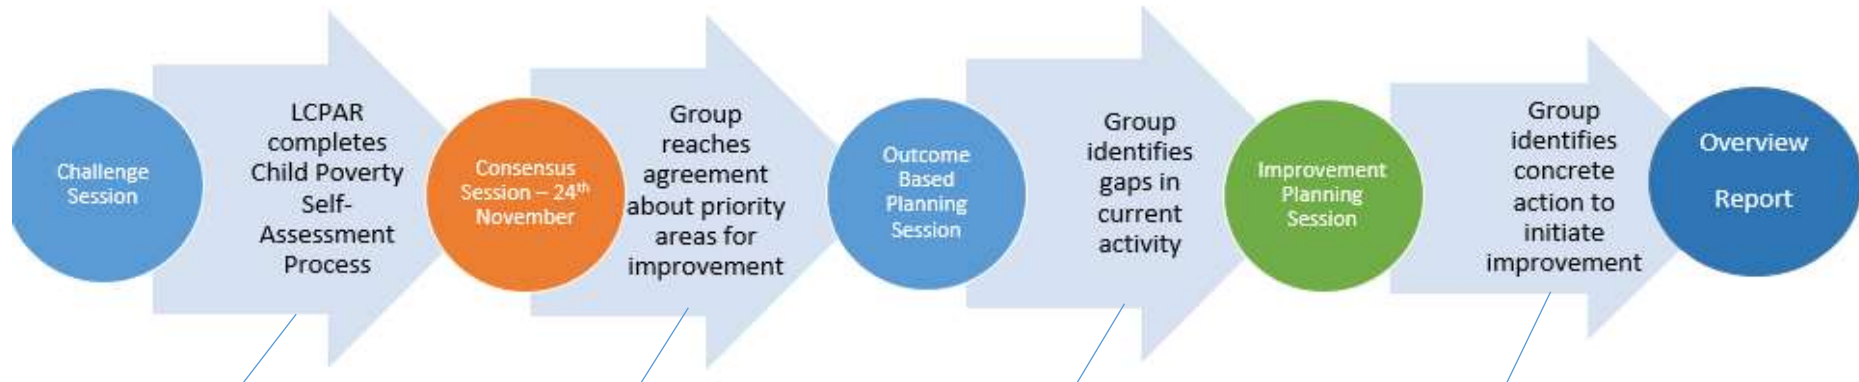 Challenge
Session
LCPAR
completes
Child Poverty
Self-
Assessment
Process
Consensus
Session – 24th
November
Group
reaches
agreement
about priority
areas for
improvement
Outcome
Based
Planning
Session
Group
identifies
gaps in
current
activity
Improvement
Planning
Session
Group
identifies
concrete
action to
initiate
improvement
Overview
Report